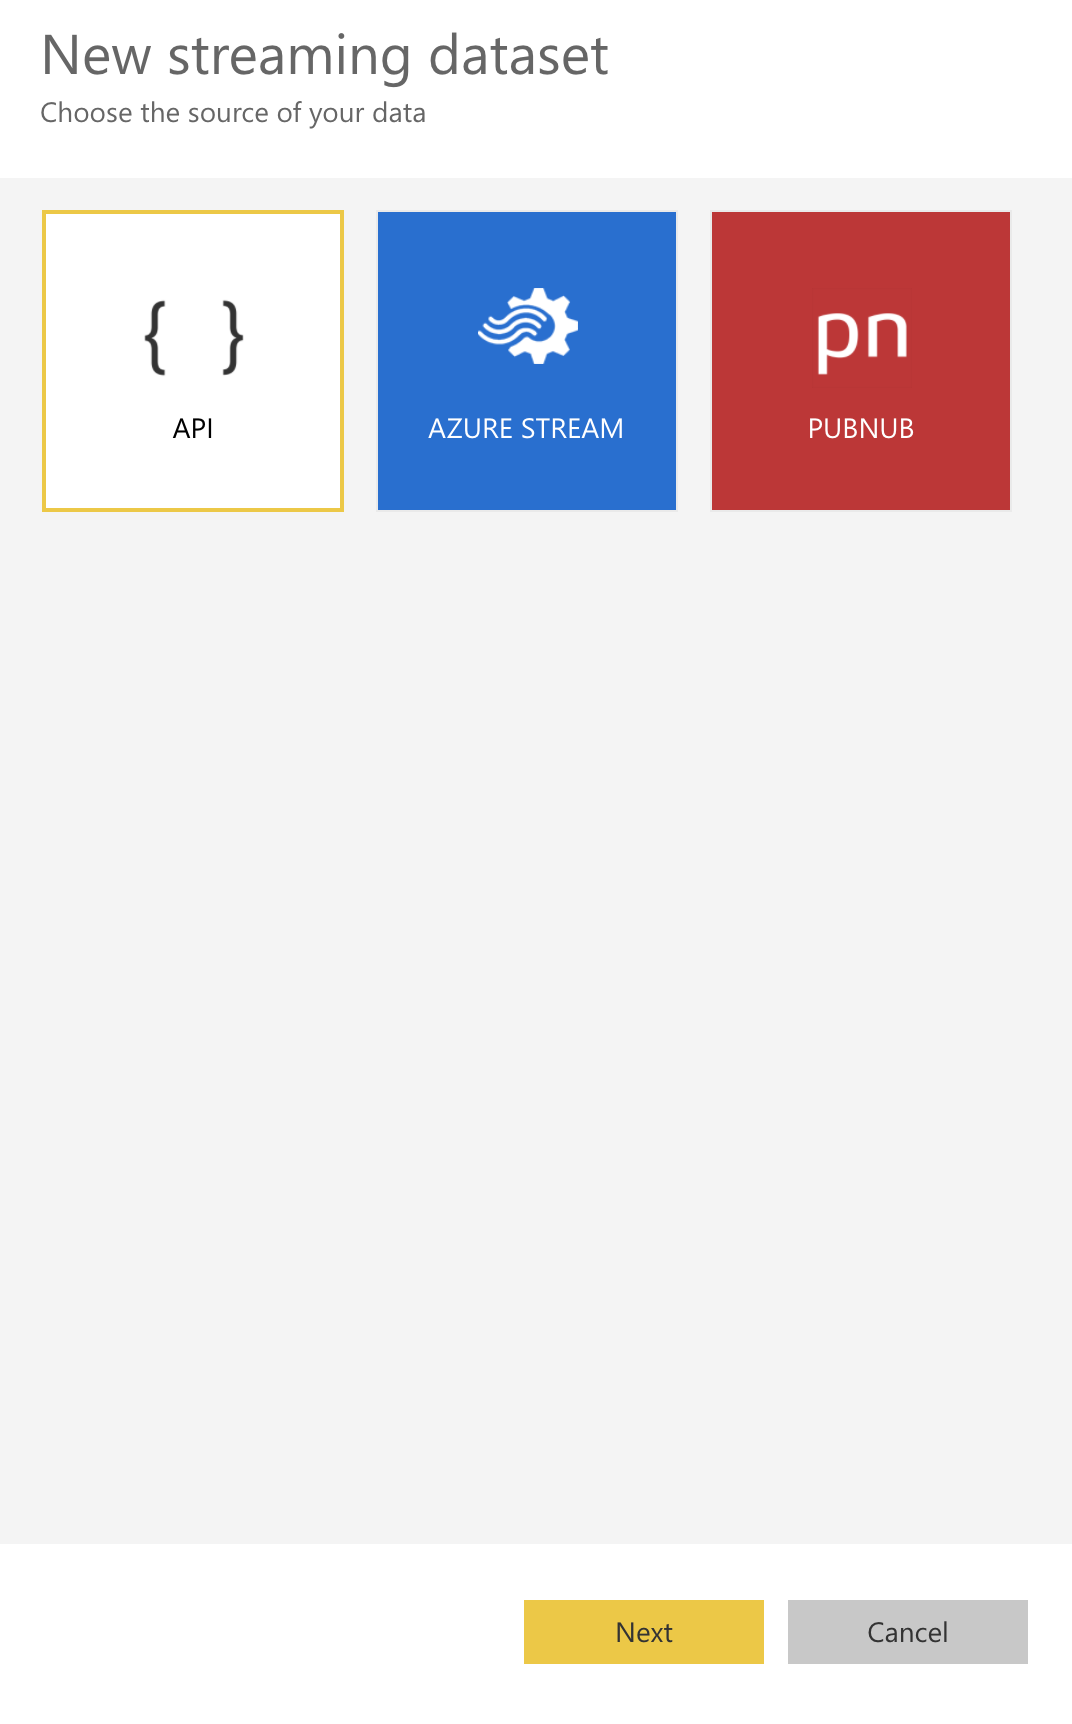 New streaming dataset
Choose the source of your data
{ }
pn
API
AZURE STREAM
PUBNUB
Next
Cancel